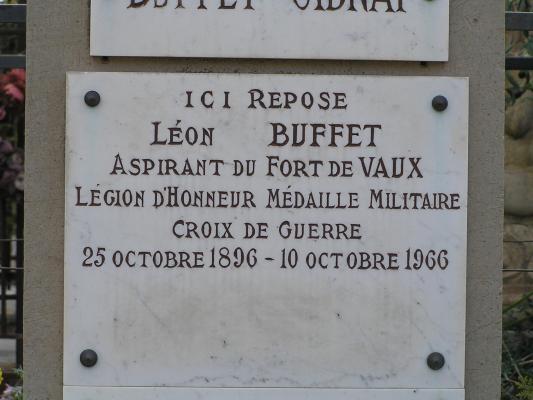 BUFFET
ICI REPOSE
LÉON BUFFET
ASPIRANT DU FORT DE VAUX
LÉGION D'HONNEUR MÉDAILLE MILITAIRE
CROIX DE GUERRE
25 OCTOBRE 1896 - 10 OCTOBRE 1966